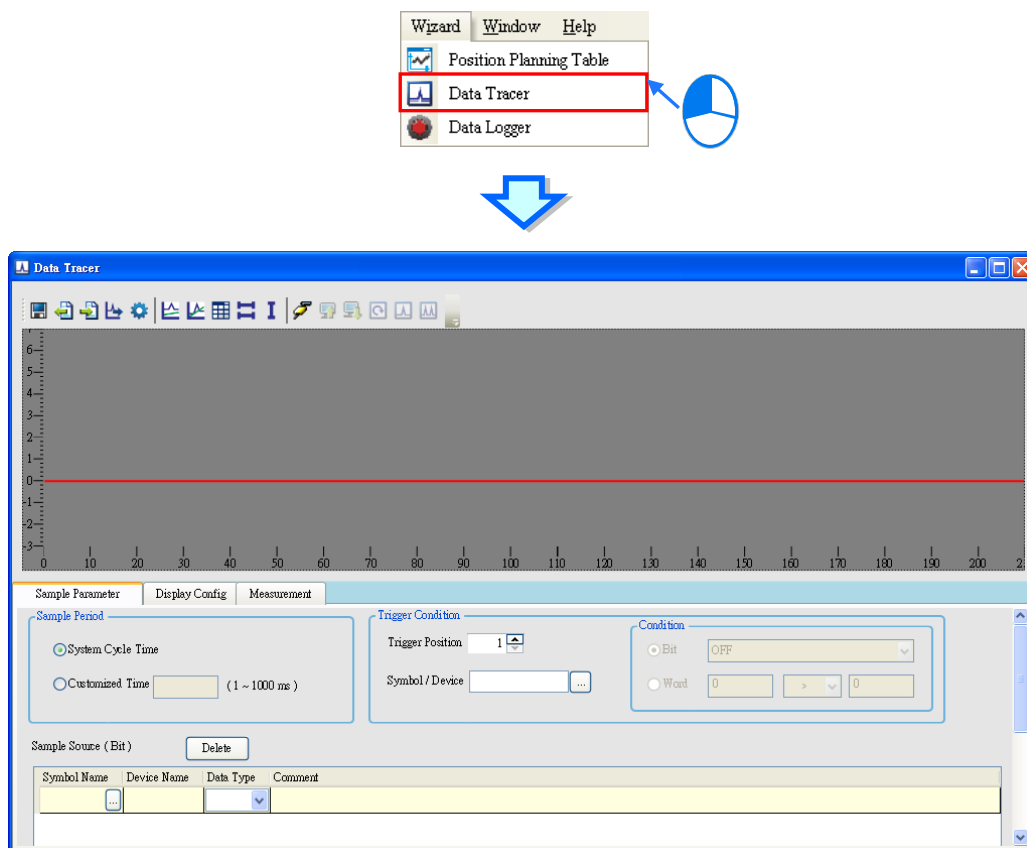 Wizard Window Help
Position Planning Table
Data Tracer
Data Logger
Data Tracer
6
5
4
3
2
1
0
-1
-2
-3
0 10 20 30 40 50 60 70 80 90 100 110 120 130 140 150 160 170 180 190 200
Sample Parameter Display Config Measurement
Sample Period
System Cycle Time
Customized Time ( 1 ~ 1000 ms )
Trigger Condition
Trigger Position 1
Symbol / Device ...
Condition
Bit OFF
Word 0 > 0
Sample Source ( Bit ) Delete
Symbol Name Device Name Data Type Comment
...